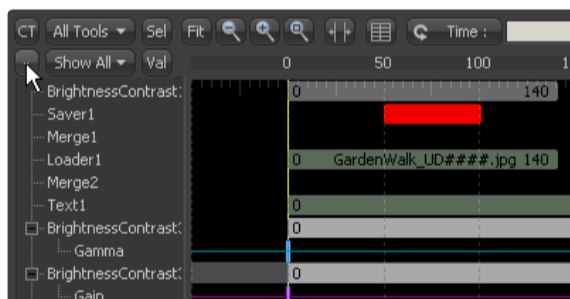 CT All Tools Sel Fit Time :
.. Show All Val 0 50 100 1
BrightnessContrast: 0 140
Saver1
Merge1
Loader1 0 GardenWalk_UD####.jpg 140
Merge2
Text1 0
BrightnessContrast 0
Gamma
BrightnessContrast 0
Gain